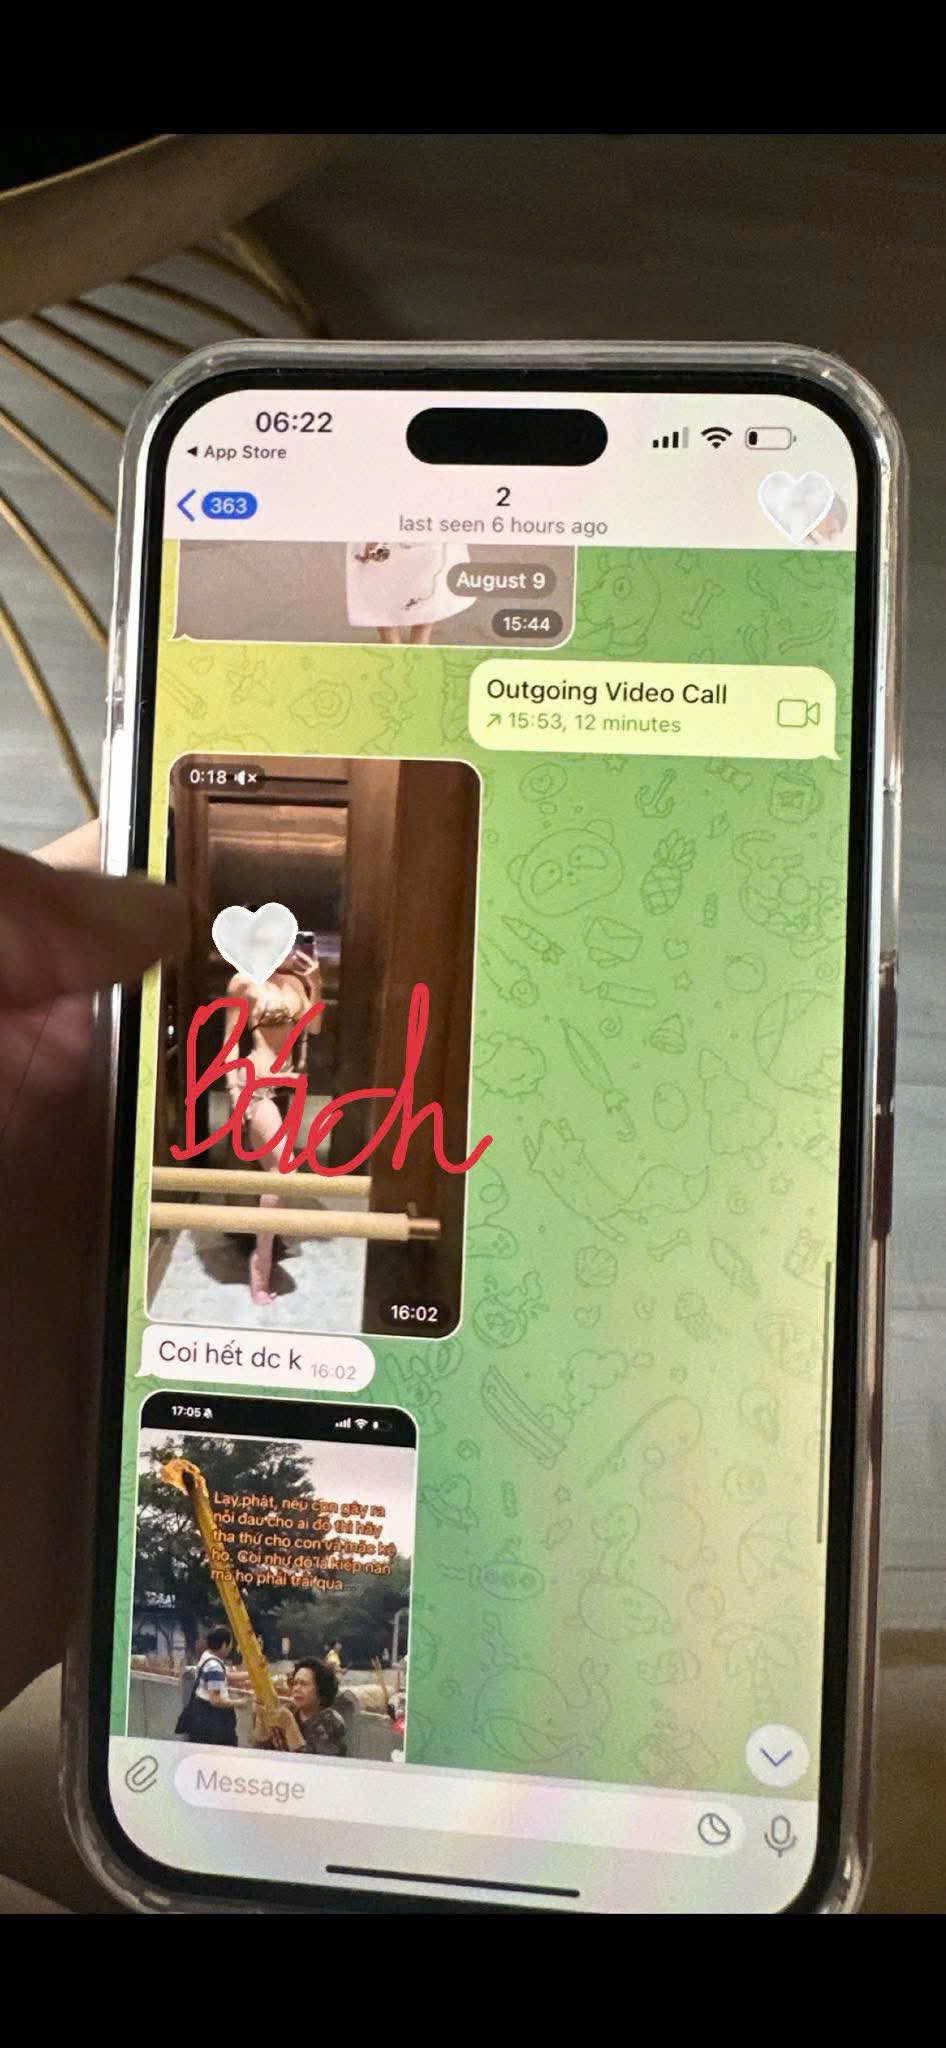 06:22
App Store
363
2
last seen 6 hours ago
August 9
15:44
Outgoing Video Call
15:53, 12 minutes
0:18
Bách
16:02
Coi hết dc k 16:02
17:05
Lạy phật, nếu con gây ra
nỗi đau cho ai đó thì hãy
tha thứ cho con và mặc kệ
họ. Coi như đó là kiếp nạn
mà họ phải trải qua...
Message